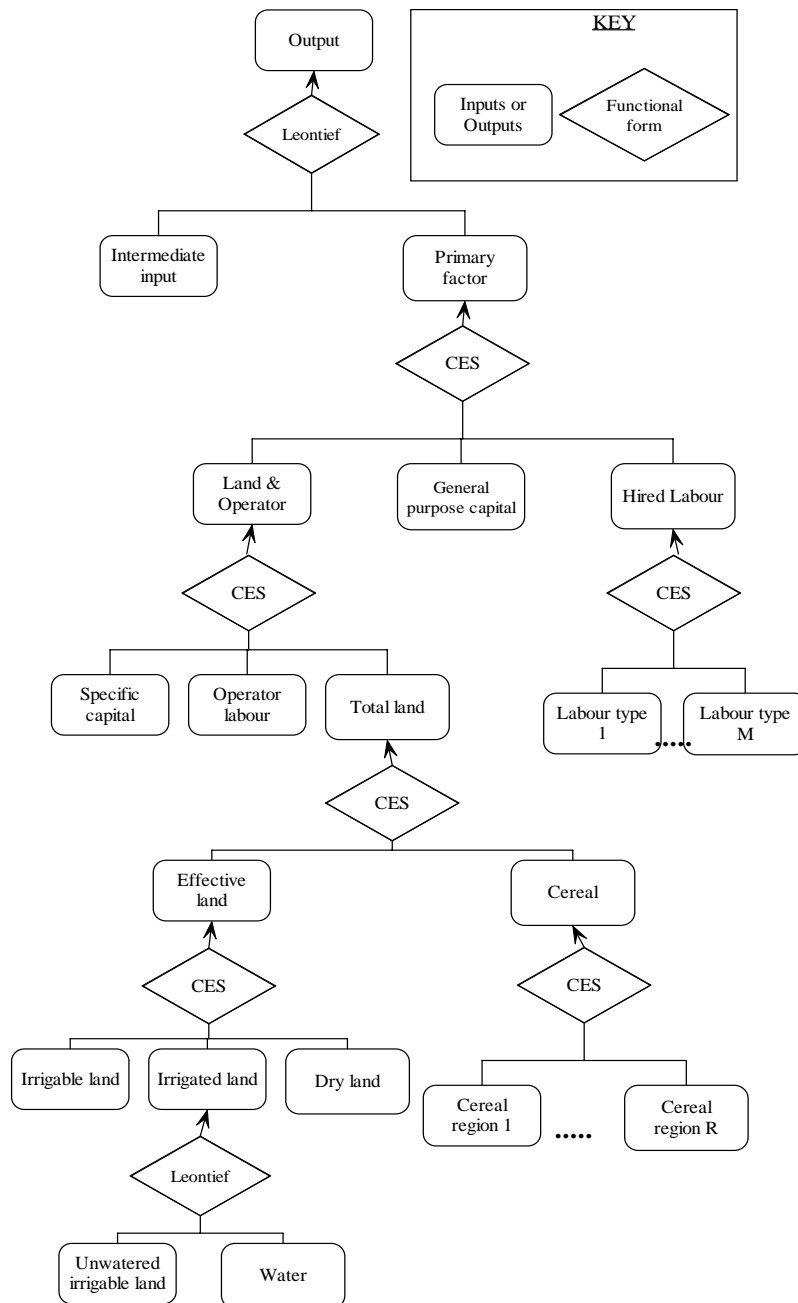 Output
KEY
Inputs or
Outputs
Functional
form
Leontief
Intermediate
input
Primary
factor
CES
Land &
Operator
General
purpose capital
Hired Labour
CES
CES
Specific
capital
Operator
labour
Total land
Labour type
1
.....
Labour type
M
CES
Effective
land
Cereal
CES
CES
Irrigable land
Irrigated land
Dry land
Cereal
region 1
.....
Cereal
region R
Leontief
Unwatered
irrigable land
Water